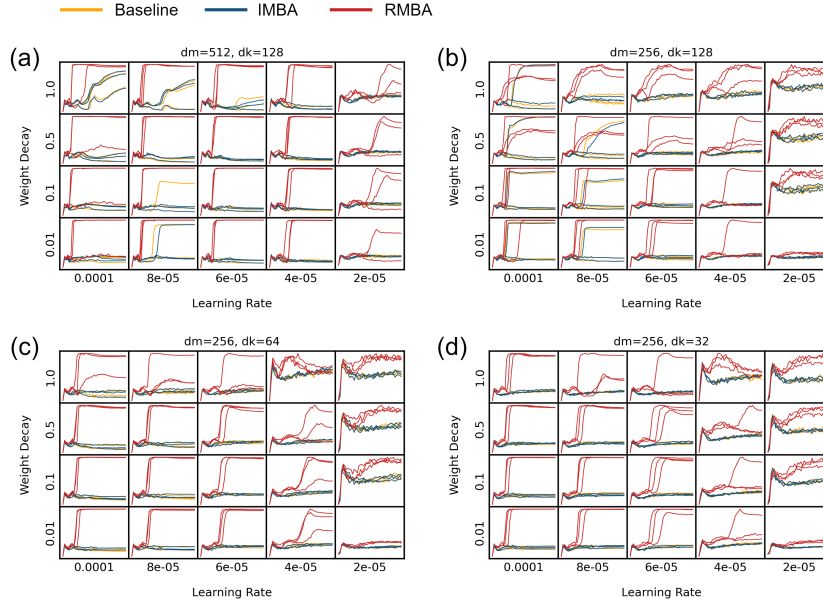 Baseline IMBA RMBA
(a) dm=512, dk=128
Weight Decay
1.0
0.5
0.1
0.01
0.0001 8e-05 6e-05 4e-05 2e-05
Learning Rate
(b) dm=256, dk=128
Weight Decay
1.0
0.5
0.1
0.01
0.0001 8e-05 6e-05 4e-05 2e-05
Learning Rate
(c) dm=256, dk=64
Weight Decay
1.0
0.5
0.1
0.01
0.0001 8e-05 6e-05 4e-05 2e-05
Learning Rate
(d) dm=256, dk=32
Weight Decay
1.0
0.5
0.1
0.01
0.0001 8e-05 6e-05 4e-05 2e-05
Learning Rate